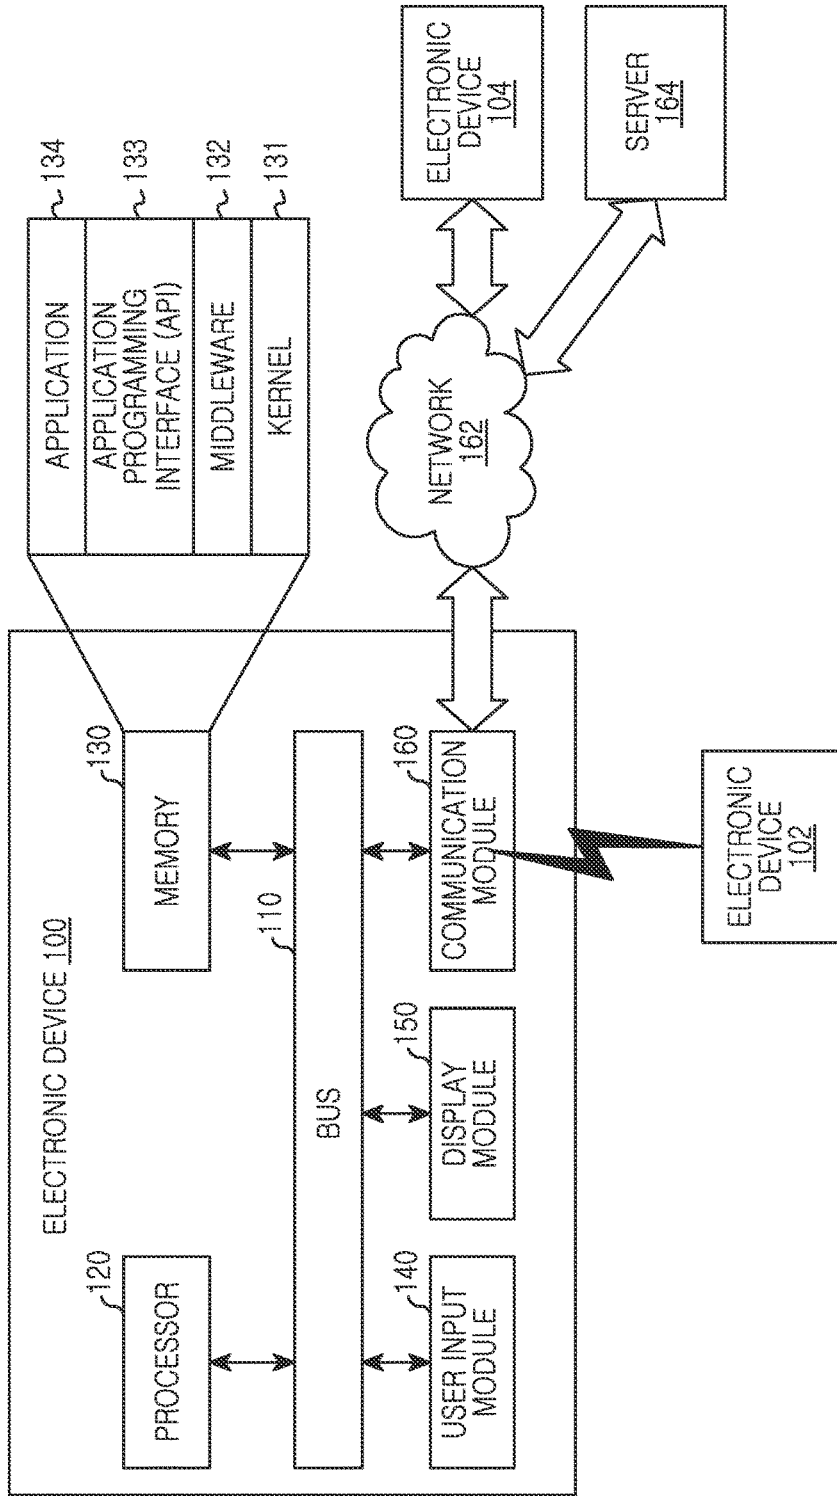 ELECTRONIC DEVICE 100
120
PROCESSOR
130
MEMORY
APPLICATION
134
APPLICATION
PROGRAMMING
INTERFACE (API)
133
MIDDLEWARE
132
KERNEL
131
110
BUS
140
USER INPUT
MODULE
150
DISPLAY
MODULE
160
COMMUNICATION
MODULE
NETWORK
162
ELECTRONIC
DEVICE
104
SERVER
164
ELECTRONIC
DEVICE
102